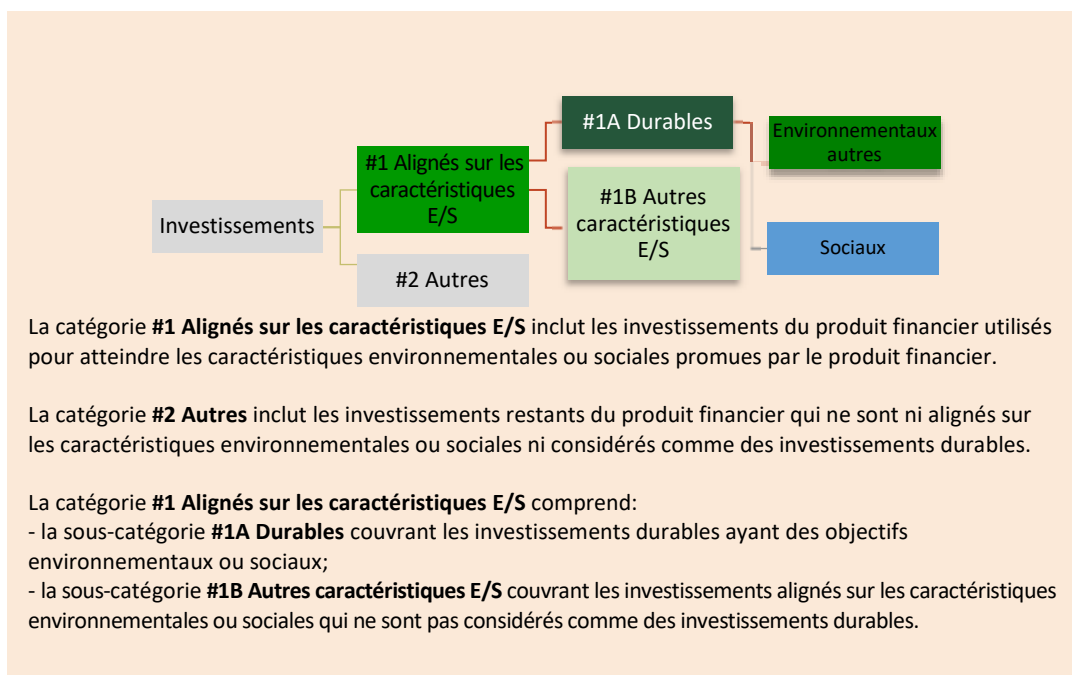 #1A Durables
Environnementaux
autres
#1 Alignés sur les
caractéristiques
E/S
#1B Autres
caractéristiques
E/S
Investissements
Sociaux
#2 Autres
La catégorie #1 Alignés sur les caractéristiques E/S inclut les investissements du produit financier utilisés
pour atteindre les caractéristiques environnementales ou sociales promues par le produit financier.
La catégorie #2 Autres inclut les investissements restants du produit financier qui ne sont ni alignés sur
les caractéristiques environnementales ou sociales ni considérés comme des investissements durables.
La catégorie #1 Alignés sur les caractéristiques E/S comprend:
- la sous-catégorie #1A Durables couvrant les investissements durables ayant des objectifs
environnementaux ou sociaux;
- la sous-catégorie #1B Autres caractéristiques E/S couvrant les investissements alignés sur les caractéristiques
environnementales ou sociales qui ne sont pas considérés comme des investissements durables.